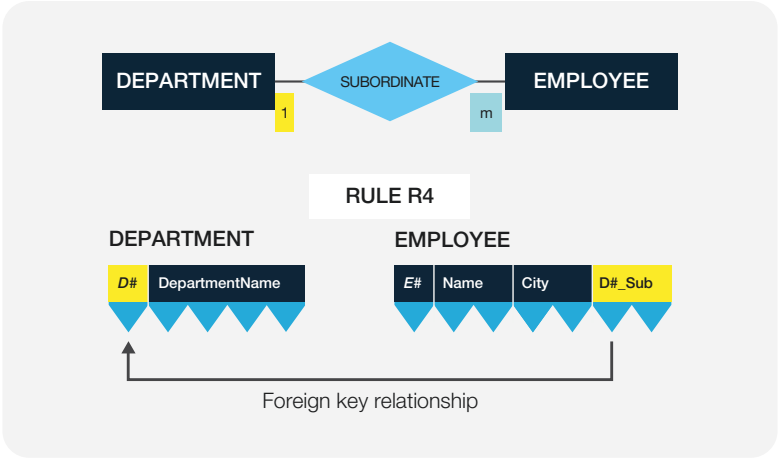 DEPARTMENT
SUBORDINATE
EMPLOYEE
1
m
RULE R4
DEPARTMENT
EMPLOYEE
D# DepartmentName
E# Name City D#_Sub
Foreign key relationship